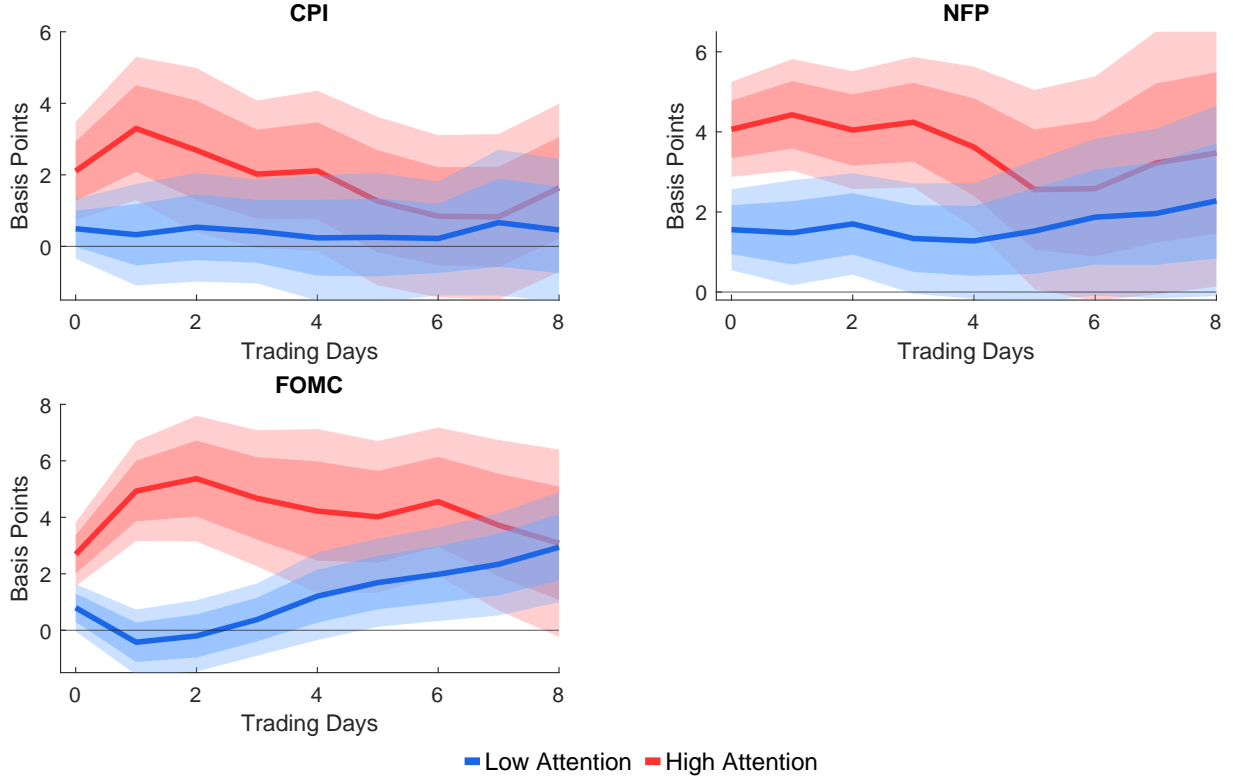 CPI
6
4
2
0
Basis Points
0 2 4 6 8
Trading Days
NFP
6
4
2
0
Basis Points
0 2 4 6 8
Trading Days
FOMC
8
6
4
2
0
Basis Points
0 2 4 6 8
Trading Days
Low Attention High Attention